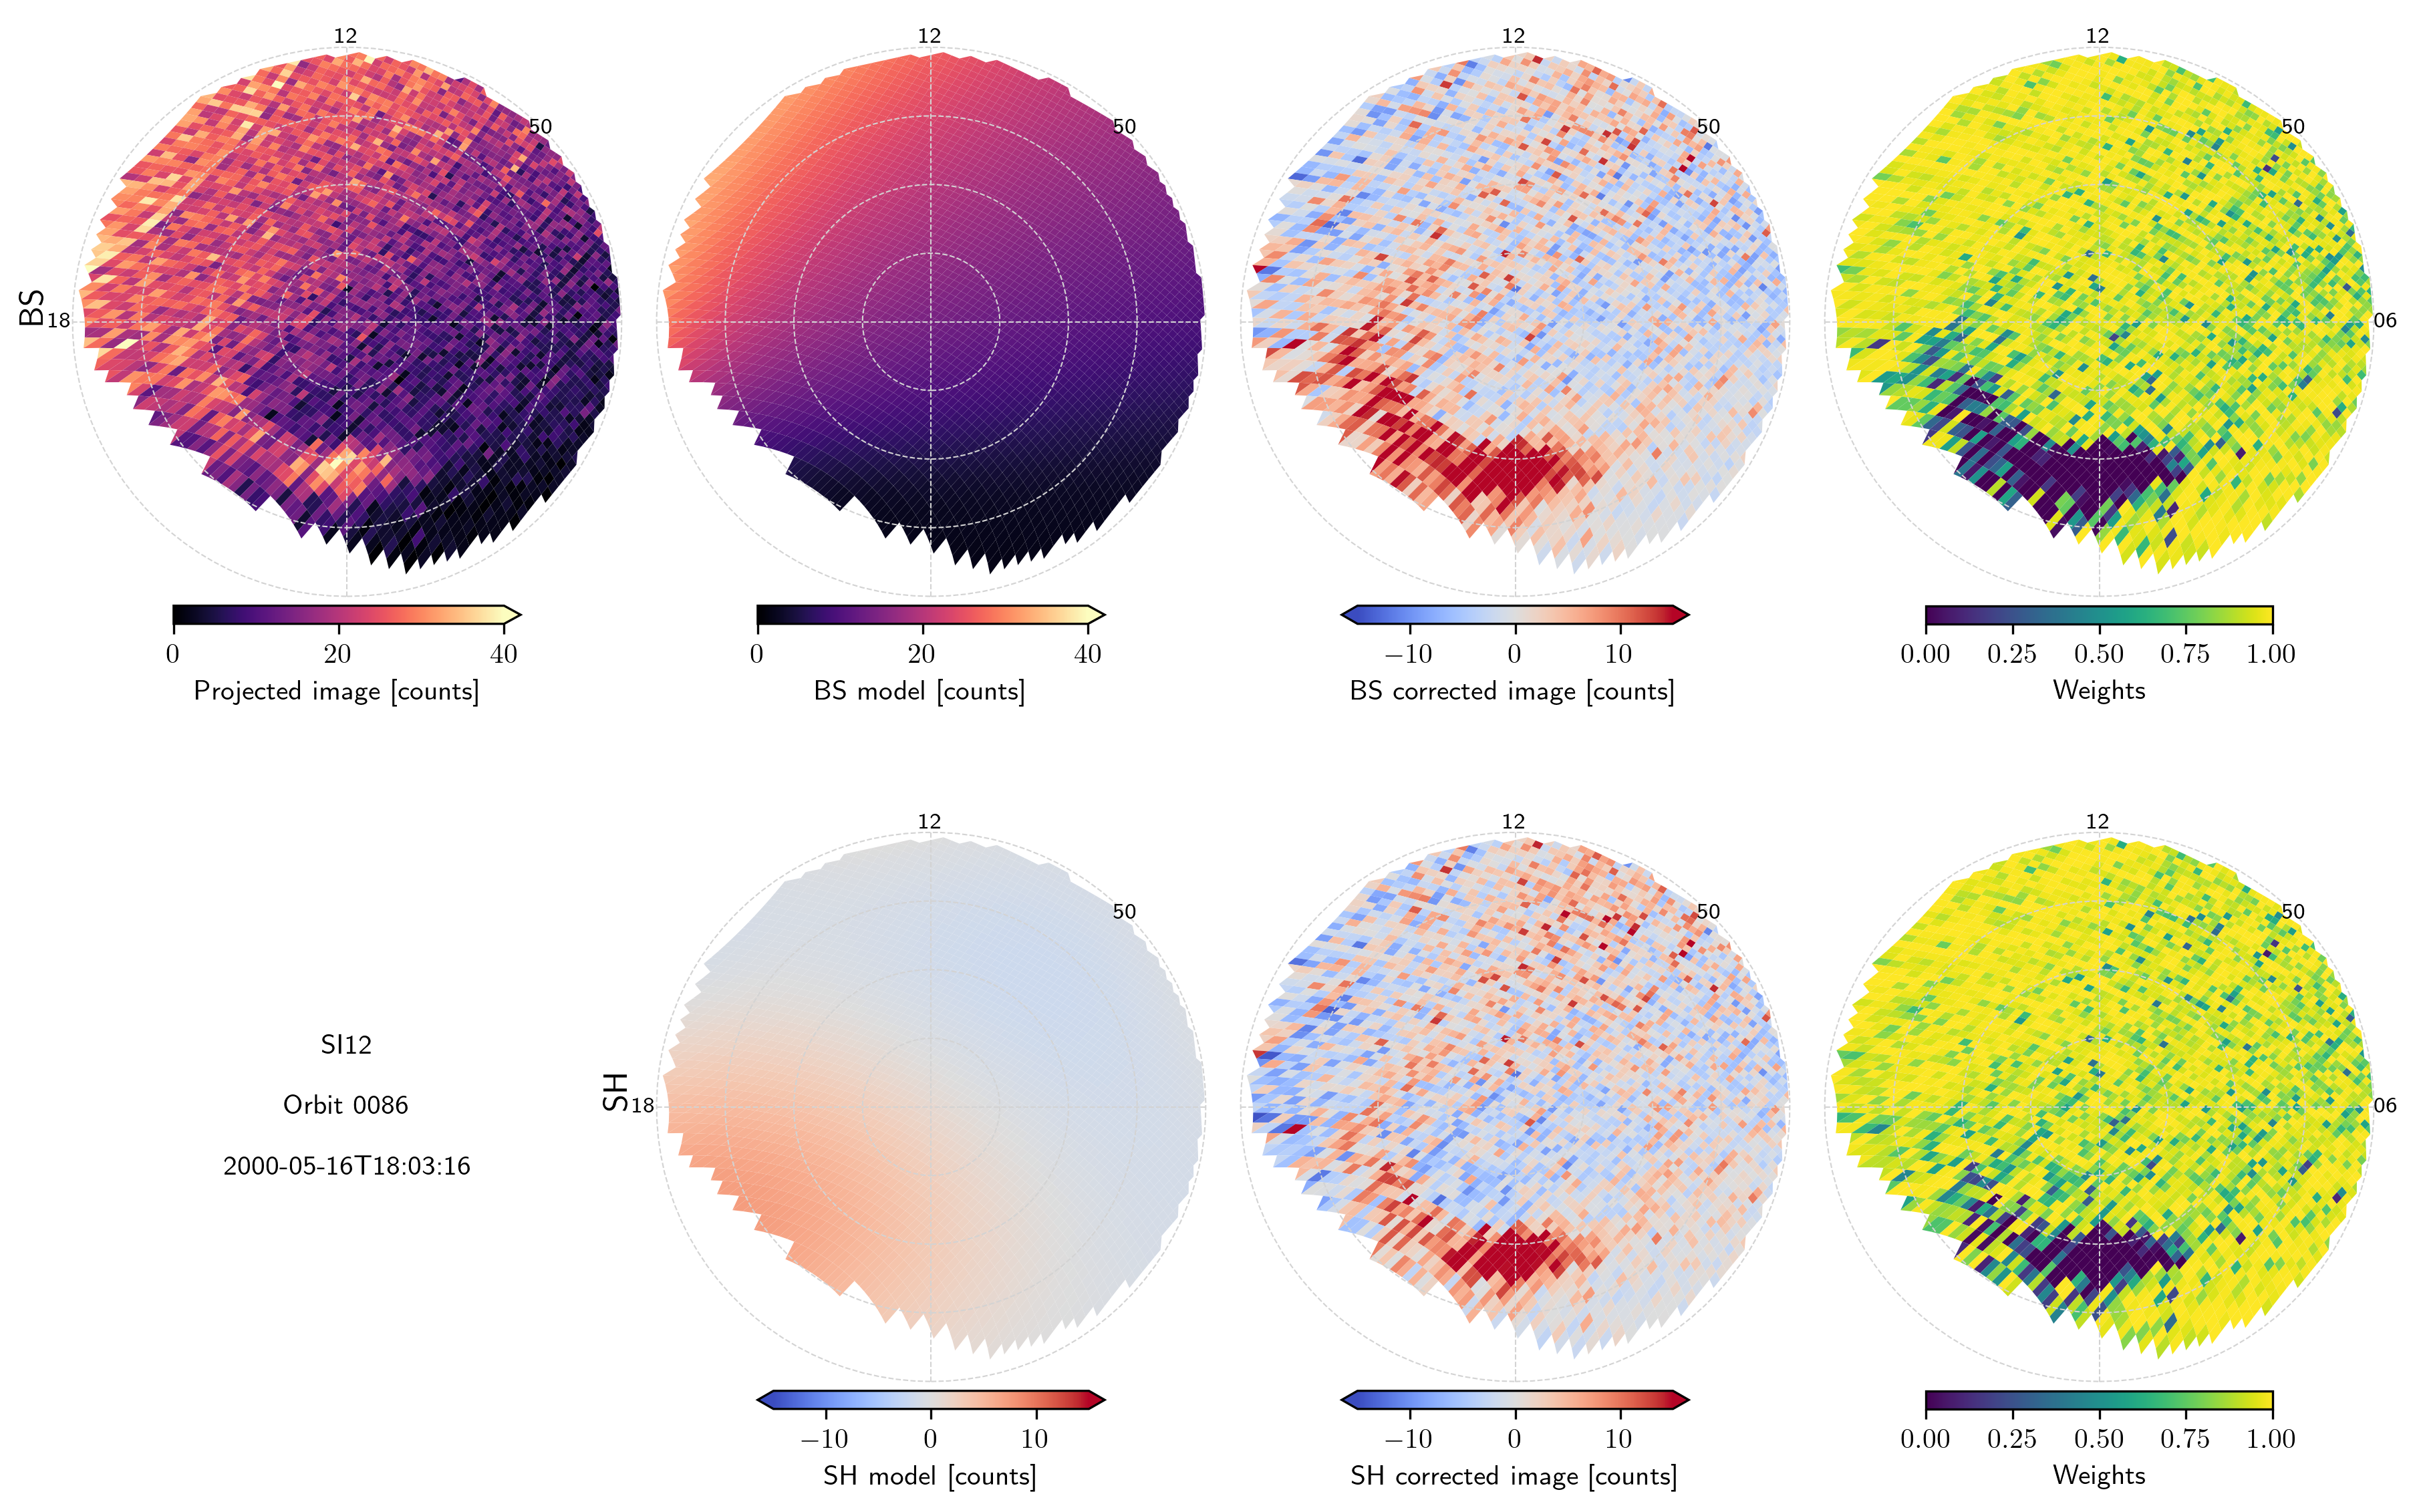 12 12 12 12
50 50 50 50
BS
18 06
0 20 40 0 20 40 −10 0 10 0.00 0.25 0.50 0.75 1.00
Projected image [counts] BS model [counts] BS corrected image [counts] Weights
12 12 12
50 50 50
SI12
Orbit 0086
2000-05-16T18:03:16
SH
18 06
−10 0 10 −10 0 10 0.00 0.25 0.50 0.75 1.00
SH model [counts] SH corrected image [counts] Weights